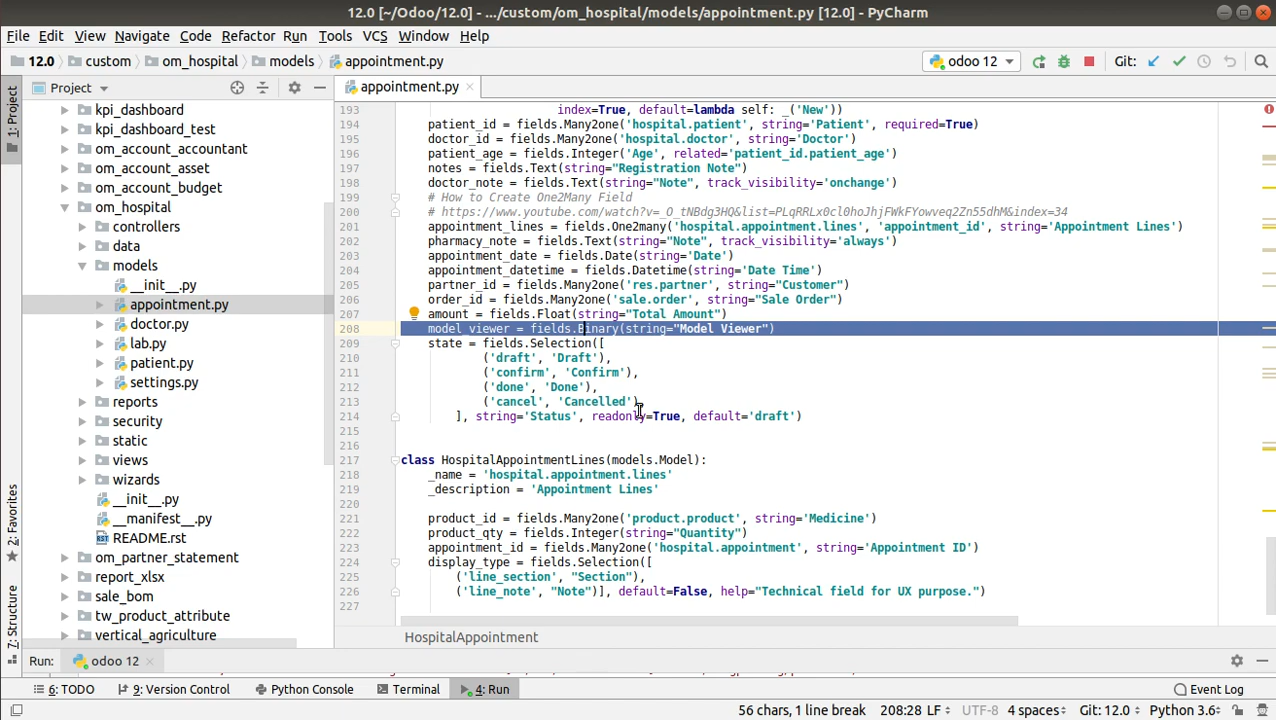 12.0 [~/Odoo/12.0] - .../custom/om_hospital/models/appointment.py [12.0] - PyCharm
File Edit View Navigate Code Refactor Run Tools VCS Window Help
12.0 custom om_hospital models appointment.py odoo 12 Git:
1: Project
7: Structure
2: Favorites
Project
kpi_dashboard
kpi_dashboard_test
om_account_accountant
om_account_asset
om_account_budget
om_hospital
controllers
data
models
__init__.py
appointment.py
doctor.py
lab.py
patient.py
settings.py
reports
security
static
views
wizards
__init__.py
__manifest__.py
README.rst
om_partner_statement
report_xlsx
sale_bom
tw_product_attribute
vertical_agriculture
appointment.py
193 index=True, default=lambda self: _('New'))
194 patient_id = fields.Many2one('hospital.patient', string='Patient', required=True)
195 doctor_id = fields.Many2one('hospital.doctor', string='Doctor')
196 patient_age = fields.Integer('Age', related='patient_id.patient_age')
197 notes = fields.Text(string="Registration Note")
198 doctor_note = fields.Text(string="Note", track_visibility='onchange')
199 # How to Create One2Many Field
200 # https://www.youtube.com/watch?v=_O_tNBdg3HQ&list=PLqRRLx0cl0hoJhjFWkFYowveq2Zn55dhM&index=34
201 appointment_lines = fields.One2many('hospital.appointment.lines', 'appointment_id', string='Appointment Lines')
202 pharmacy_note = fields.Text(string="Note", track_visibility='always')
203 appointment_date = fields.Date(string='Date')
204 appointment_datetime = fields.Datetime(string='Date Time')
205 partner_id = fields.Many2one('res.partner', string="Customer")
206 order_id = fields.Many2one('sale.order', string="Sale Order")
207 amount = fields.Float(string="Total Amount")
208 model_viewer = fields.Binary(string="Model Viewer")
209 state = fields.Selection([
210 ('draft', 'Draft'),
211 ('confirm', 'Confirm'),
212 ('done', 'Done'),
213 ('cancel', 'Cancelled'),
214 ], string='Status', readonly=True, default='draft')
215
216
217 class HospitalAppointmentLines(models.Model):
218 _name = 'hospital.appointment.lines'
219 _description = 'Appointment Lines'
220
221 product_id = fields.Many2one('product.product', string='Medicine')
222 product_qty = fields.Integer(string="Quantity")
223 appointment_id = fields.Many2one('hospital.appointment', string='Appointment ID')
224 display_type = fields.Selection([
225 ('line_section', "Section"),
226 ('line_note', "Note")], default=False, help="Technical field for UX purpose.")
227
HospitalAppointment
Run: odoo 12
6: TODO 9: Version Control Python Console Terminal 4: Run Event Log
56 chars, 1 line break 208:28 LF UTF-8 4 spaces Git: 12.0 Python 3.6